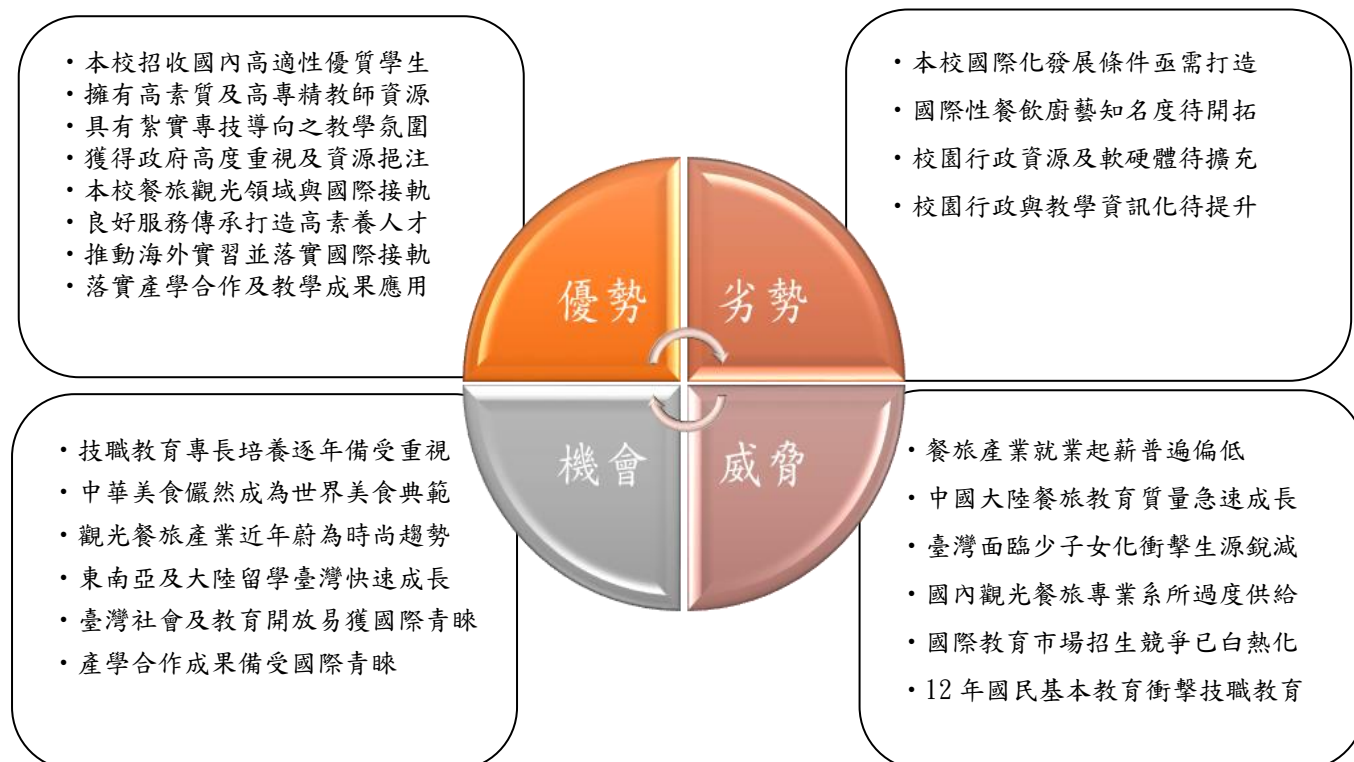 ・本校招收國內高適性優質學生
・擁有高素質及高專精教師資源
・具有紮實專技導向之教學氛圍
・獲得政府高度重視及資源挹注
・本校餐旅觀光領域與國際接軌
・良好服務傳承打造高素養人才
・推動海外實習並落實國際接軌
・落實產學合作及教學成果應用
・本校國際化發展條件亟需打造
・國際性餐飲廚藝知名度待開拓
・校園行政資源及軟硬體待擴充
・校園行政與教學資訊化待提升
優勢
劣勢
機會
威脅
・技職教育專長培養逐年備受重視
・中華美食儼然成為世界美食典範
・觀光餐旅產業近年蔚為時尚趨勢
・東南亞及大陸留學臺灣快速成長
・臺灣社會及教育開放易獲國際青睞
・產學合作成果備受國際青睞
・餐旅產業就業起薪普遍偏低
・中國大陸餐旅教育質量急速成長
・臺灣面臨少子女化衝擊生源銳減
・國內觀光餐旅專業系所過度供給
・國際教育市場招生競爭已白熱化
・12 年國民基本教育衝擊技職教育